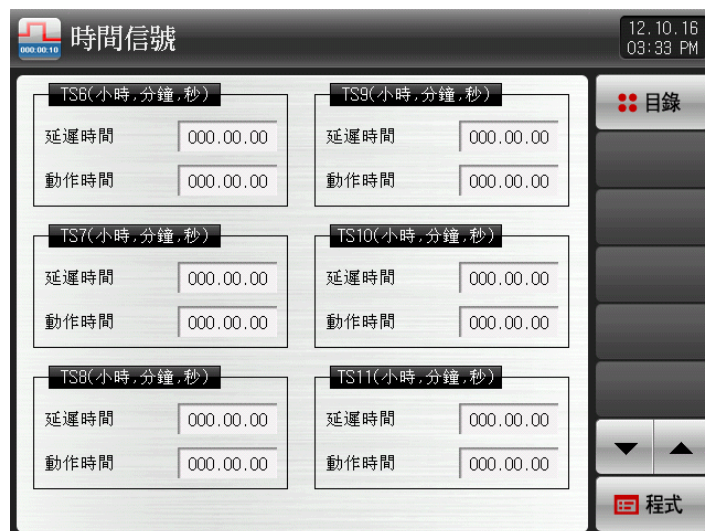 000:00:10
時間信號
12.10.16
03:33 PM
TS6(小時,分鐘,秒)
延遲時間 000.00.00
動作時間 000.00.00
TS7(小時,分鐘,秒)
延遲時間 000.00.00
動作時間 000.00.00
TS8(小時,分鐘,秒)
延遲時間 000.00.00
動作時間 000.00.00
TS9(小時,分鐘,秒)
延遲時間 000.00.00
動作時間 000.00.00
TS10(小時,分鐘,秒)
延遲時間 000.00.00
動作時間 000.00.00
TS11(小時,分鐘,秒)
延遲時間 000.00.00
動作時間 000.00.00
目錄
程式